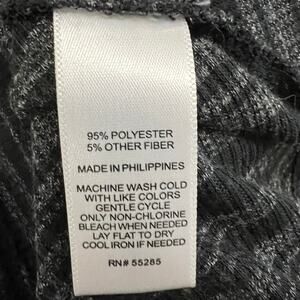 95% POLYESTER
5% OTHER FIBER
MADE IN PHILIPPINES
MACHINE WASH COLD
WITH LIKE COLORS
GENTLE CYCLE
ONLY NON-CHLORINE
BLEACH WHEN NEEDED
LAY FLAT TO DRY
COOL IRON IF NEEDED
RN# 55285